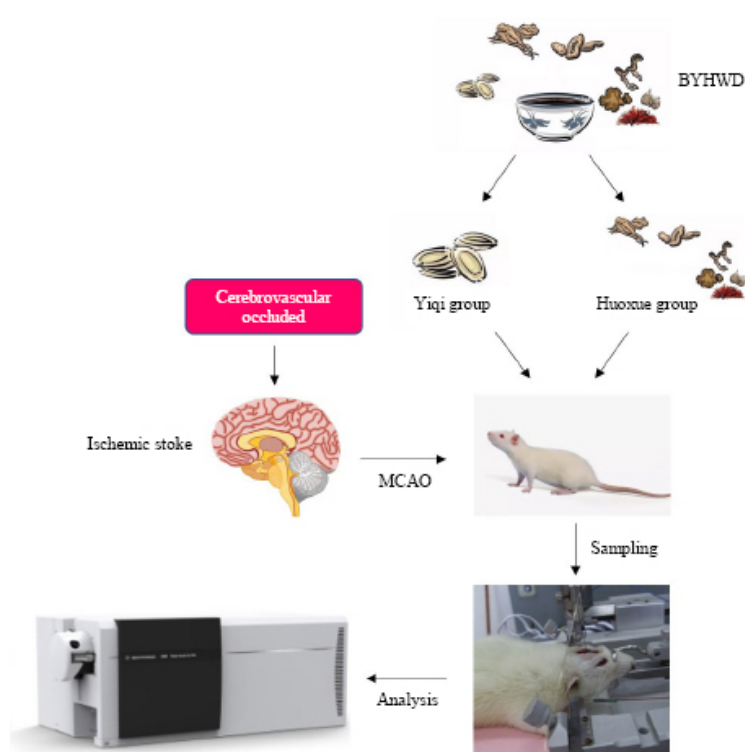 BYHWD
Yiqi group
Huoxue group
Cerebrovascular
occluded
Ischemic stoke
MCAO
Sampling
Analysis